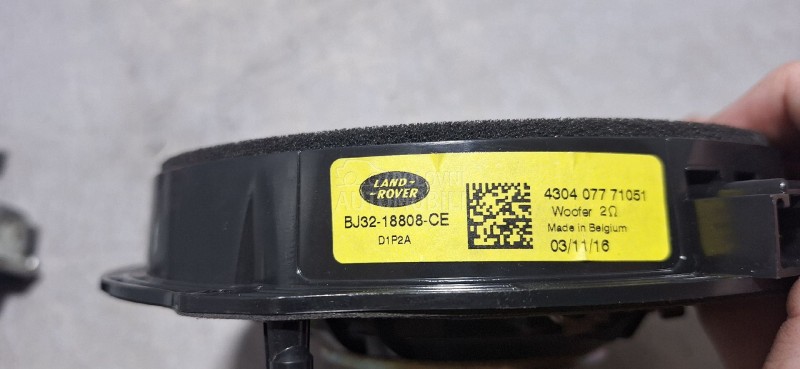 LAND-
ROVER
BJ32-18808-CE
D1P2A
4304 077 71051
Woofer 2Ω
Made in Belgium
03/11/16